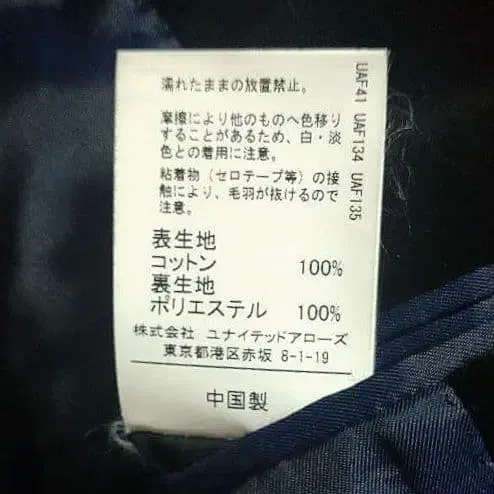 濡れたままの放置禁止。
摩擦により他のものへ色移り
することがあるため、白・淡
色との着用に注意。
粘着物（セロテープ等）の接
触により、毛羽が抜けるので
注意。
表生地
コットン 100%
裏生地
ポリエステル 100%
株式会社 ユナイテッドアローズ
東京都港区赤坂 8-1-19
中国製
UAF41 UAF134 UAF135